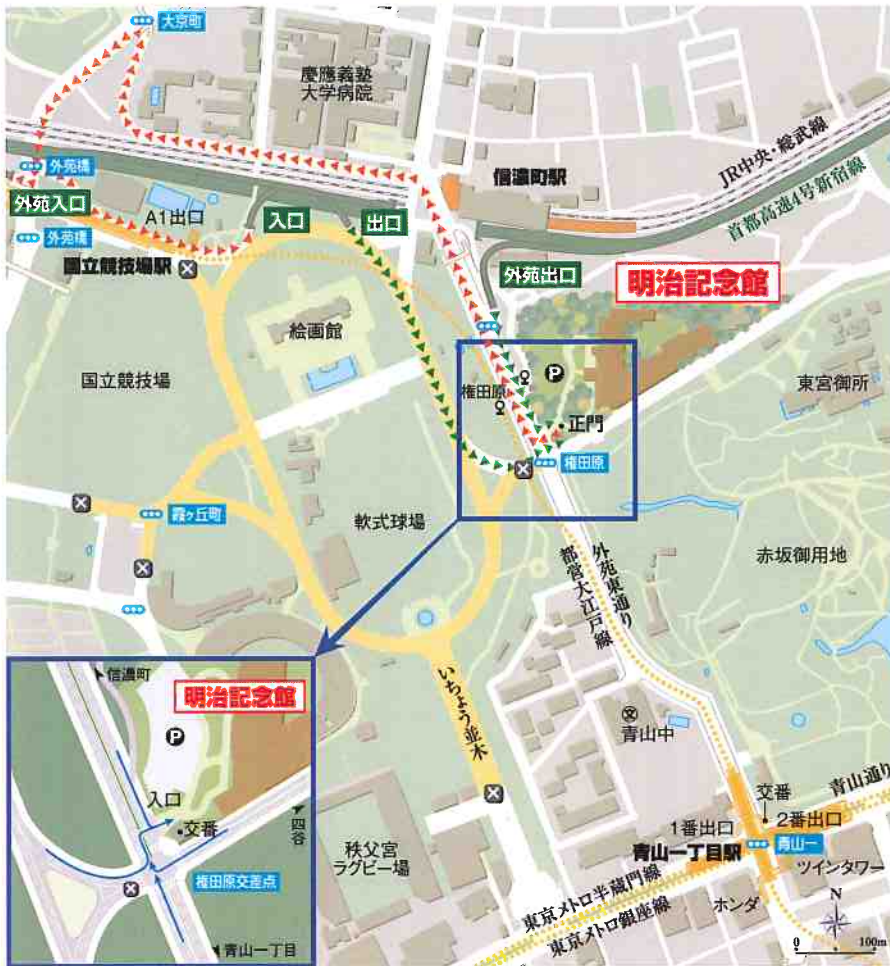 大京町
慶應義塾
大学病院
外苑橋
信濃町駅
JR中央・総武線
首都高速4号新宿線
外苑入口
A1出口
入口
出口
外苑橋
国立競技場駅
外苑出口
明治記念館
絵画館
国立競技場
権田原
P
東宮御所
正門
権田原
霞ヶ丘町
軟式球場
外苑東通り
都営大江戸線
赤坂御用地
いちょう並木
文
青山中
信濃町
明治記念館
P
入口
交番
四谷
権田原交差点
青山一丁目
秩父宮
ラグビー場
青山通り
交番
2番出口
1番出口
青山一
青山一丁目駅
ツインタワー
東京メトロ半蔵門線
東京メトロ銀座線
ホンダ
N
0 100m